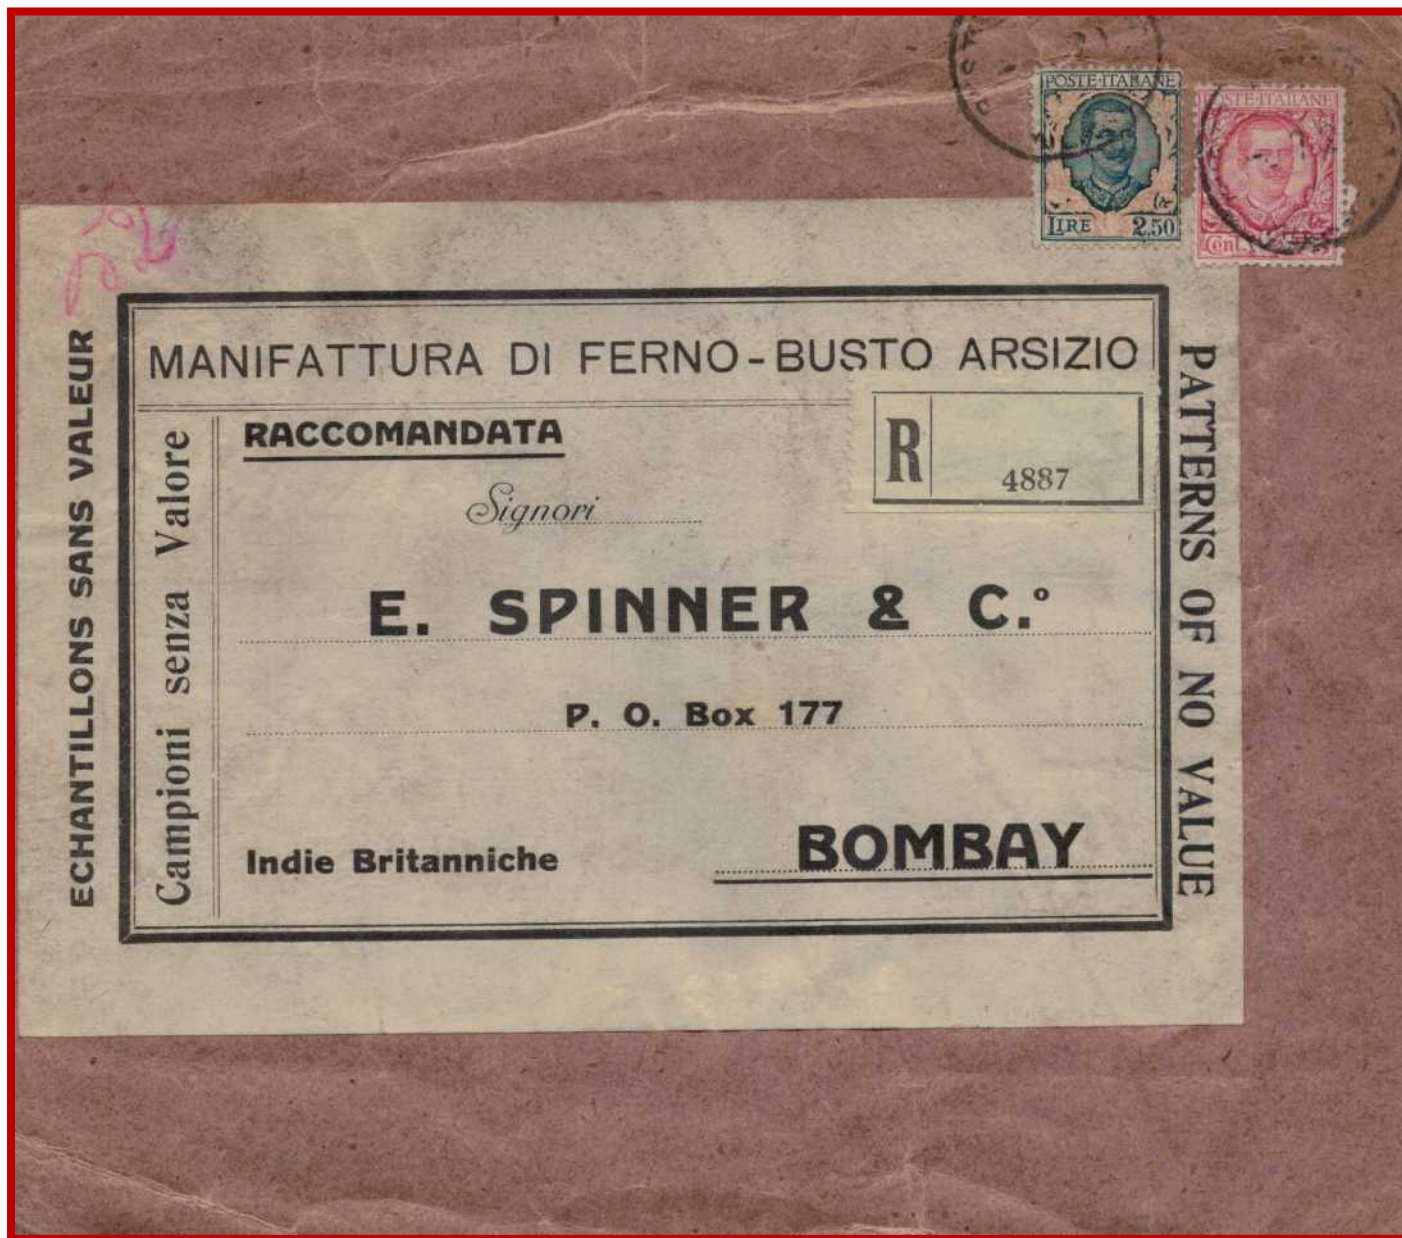 POSTE·ITALIANE
LIRE 2.50
POSTE·ITALIANE
Cent.
ECHANTILLONS SANS VALEUR
MANIFATTURA DI FERNO-BUSTO ARSIZIO
Campioni senza Valore
RACCOMANDATA
R 4887
Signori
E. SPINNER & C.º
P. O. Box 177
Indie Britanniche
BOMBAY
PATTERNS OF NO VALUE